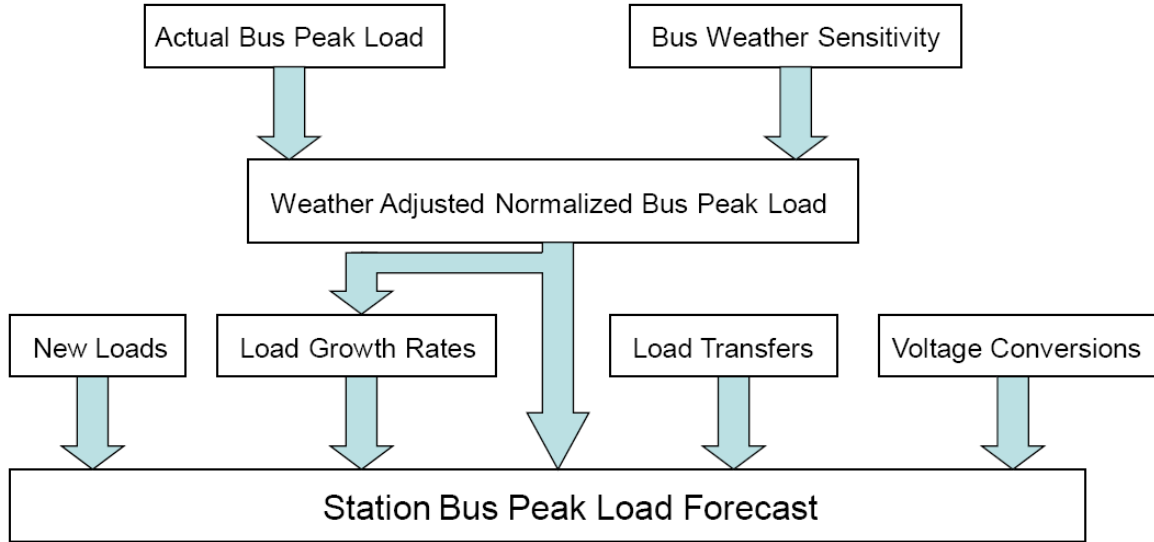 Actual Bus Peak Load
Bus Weather Sensitivity
Weather Adjusted Normalized Bus Peak Load
New Loads
Load Growth Rates
Load Transfers
Voltage Conversions
Station Bus Peak Load Forecast